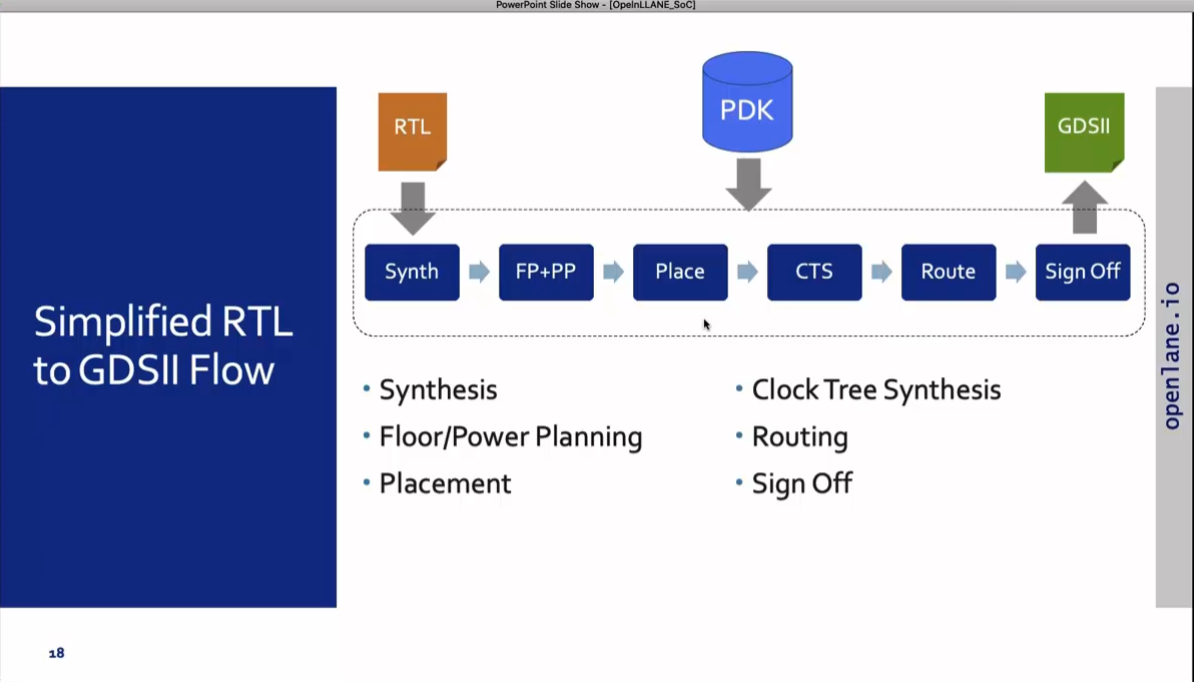 PowerPoint Slide Show - [OpeInLLANE_SoC]
RTL
PDK
GDSII
Synth
FP+PP
Place
CTS
Route
Sign Off
Simplified RTL
to GDSII Flow
• Synthesis
• Floor/Power Planning
• Placement
• Clock Tree Synthesis
• Routing
• Sign Off
openlane.io
18